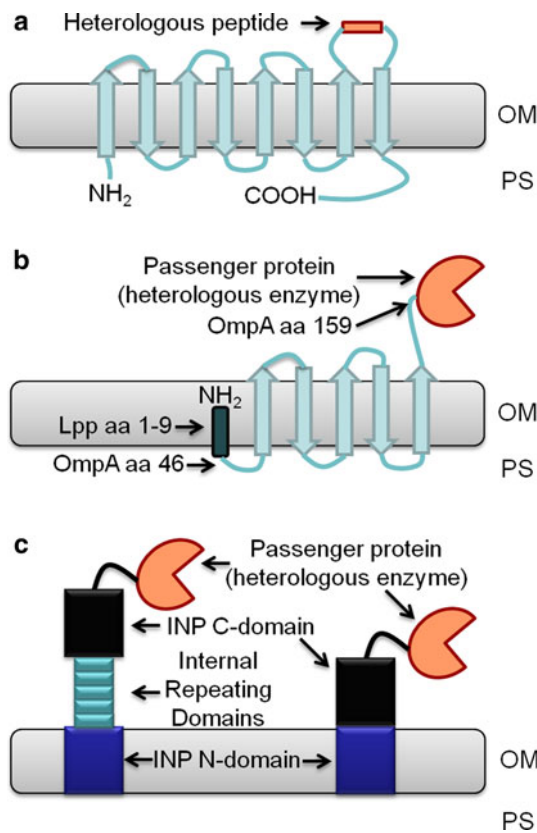 a
Heterologous peptide
OM
PS
NH2
COOH
b
Passenger protein
(heterologous enzyme)
OmpA aa 159
NH2
Lpp aa 1-9
OM
OmpA aa 46
PS
c
Passenger protein
(heterologous enzyme)
INP C-domain
Internal
Repeating
Domains
INP N-domain
OM
PS